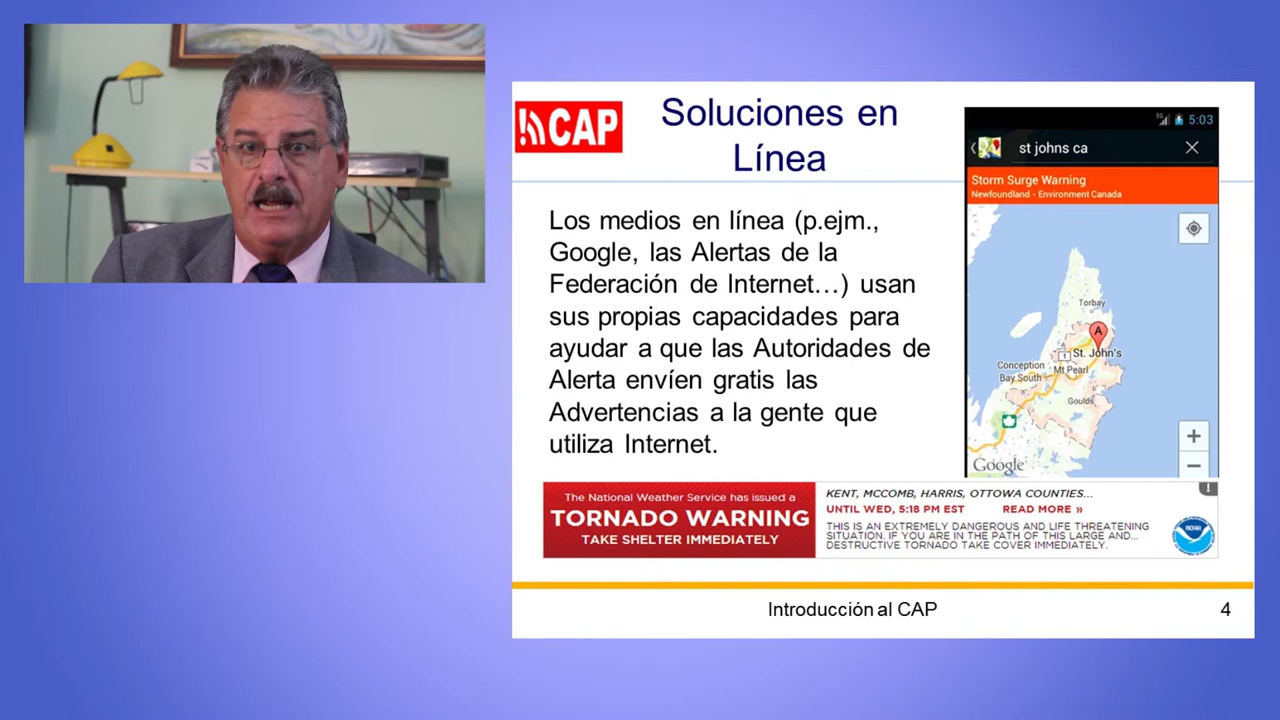 CAP
Soluciones en
Línea
Los medios en línea (p.ejm.,
Google, las Alertas de la
Federación de Internet…) usan
sus propias capacidades para
ayudar a que las Autoridades de
Alerta envíen gratis las
Advertencias a la gente que
utiliza Internet.
3G 5:03
st johns ca
Storm Surge Warning
Newfoundland - Environment Canada
Torbay
A
St. John's
Conception
Bay South
Mt Pearl
Goulds
Google
The National Weather Service has issued a
TORNADO WARNING
TAKE SHELTER IMMEDIATELY
KENT, MCCOMB, HARRIS, OTTOWA COUNTIES...
UNTIL WED, 5:18 PM EST READ MORE »
THIS IS AN EXTREMELY DANGEROUS AND LIFE THREATENING
SITUATION. IF YOU ARE IN THE PATH OF THIS LARGE AND...
DESTRUCTIVE TORNADO TAKE COVER IMMEDIATELY.
NOAA
Introducción al CAP
4